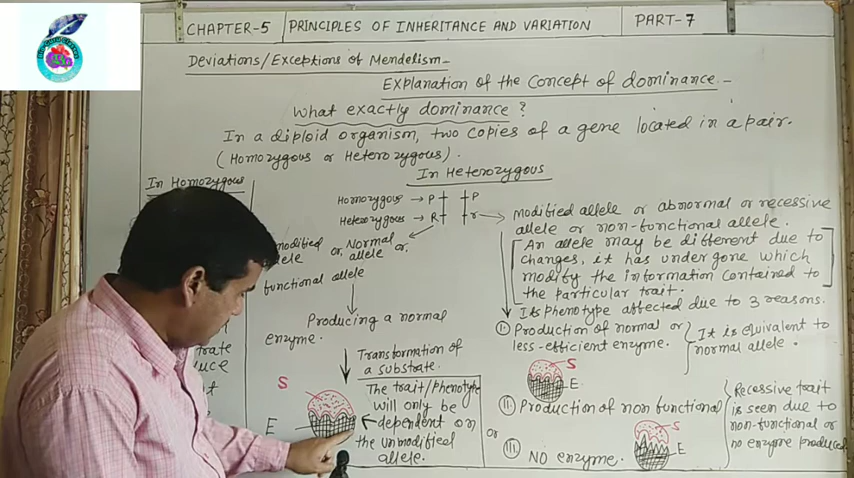 CHAPTER-5 PRINCIPLES OF INHERITANCE AND VARIATION PART-7
Deviations/Exceptions of Mendelism_
Explanation of the Concept of dominance_
What exactly dominance ?
In a diploid organism, two copies of a gene located in a pair.
(Homozygous or Heterozygous).
In Homozygous
In Heterozygous
Homozygous → P P
Heterozygous → R r
modified allele or abnormal or recessive
allele or non-functional allele.
[An allele may be different due to
changes, it has undergone which
modify the information contained to
the particular trait.]
Its phenotype affected due to 3 reasons.
or, Normal
allele or,
functional allele
Producing a normal
enzyme.
Transformation of
a substrate.
S
E
The trait/phenotype
will only be
dependent on
the unmodified
allele.
I. Production of normal or
less-efficient enzyme.
It is equivalent to
normal allele.
S
E
II. Production of non functional
or
III. NO enzyme.
S
E
Recessive trait
is seen due to
non-functional or
no enzyme produced